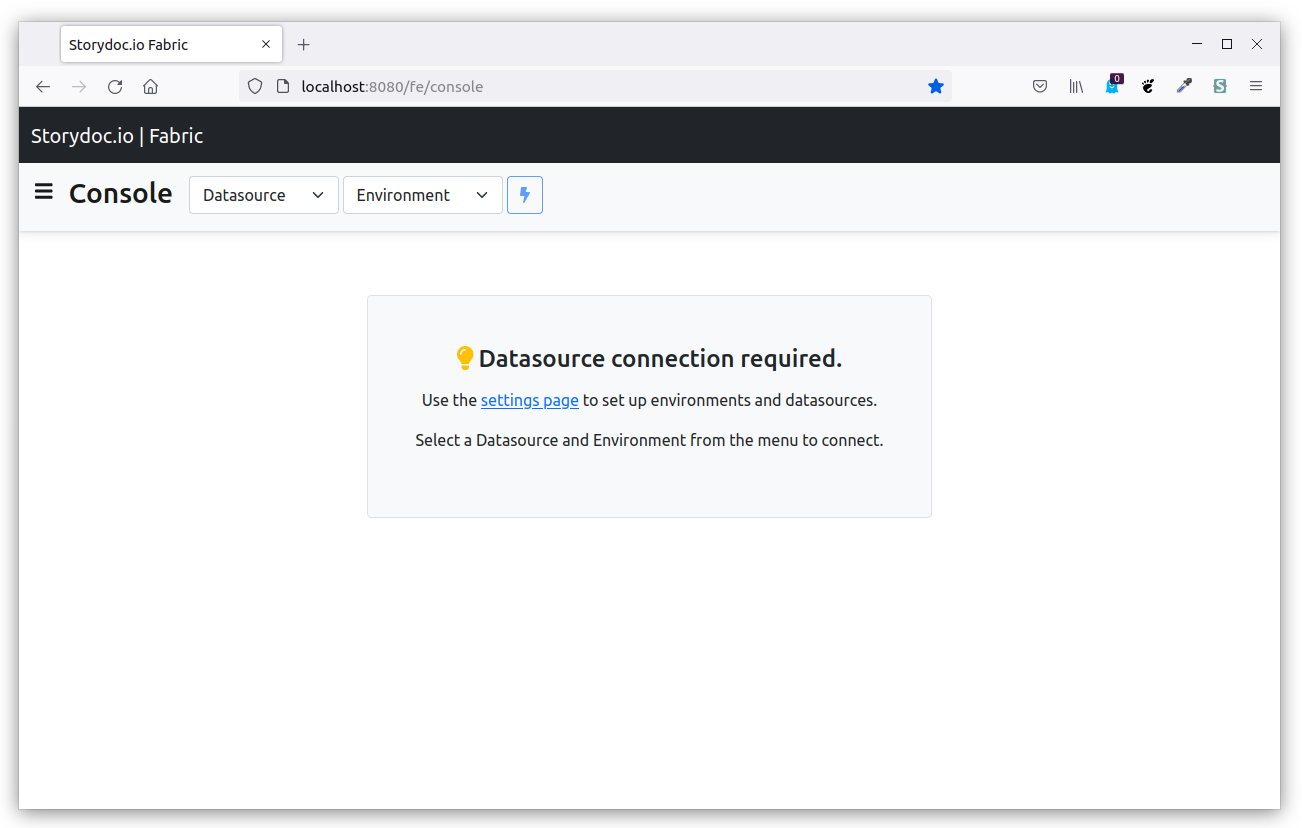 Storydoc.io Fabric
localhost:8080/fe/console
0
Storydoc.io | Fabric
Console Datasource Environment
Datasource connection required.
Use the settings page to set up environments and datasources.
Select a Datasource and Environment from the menu to connect.